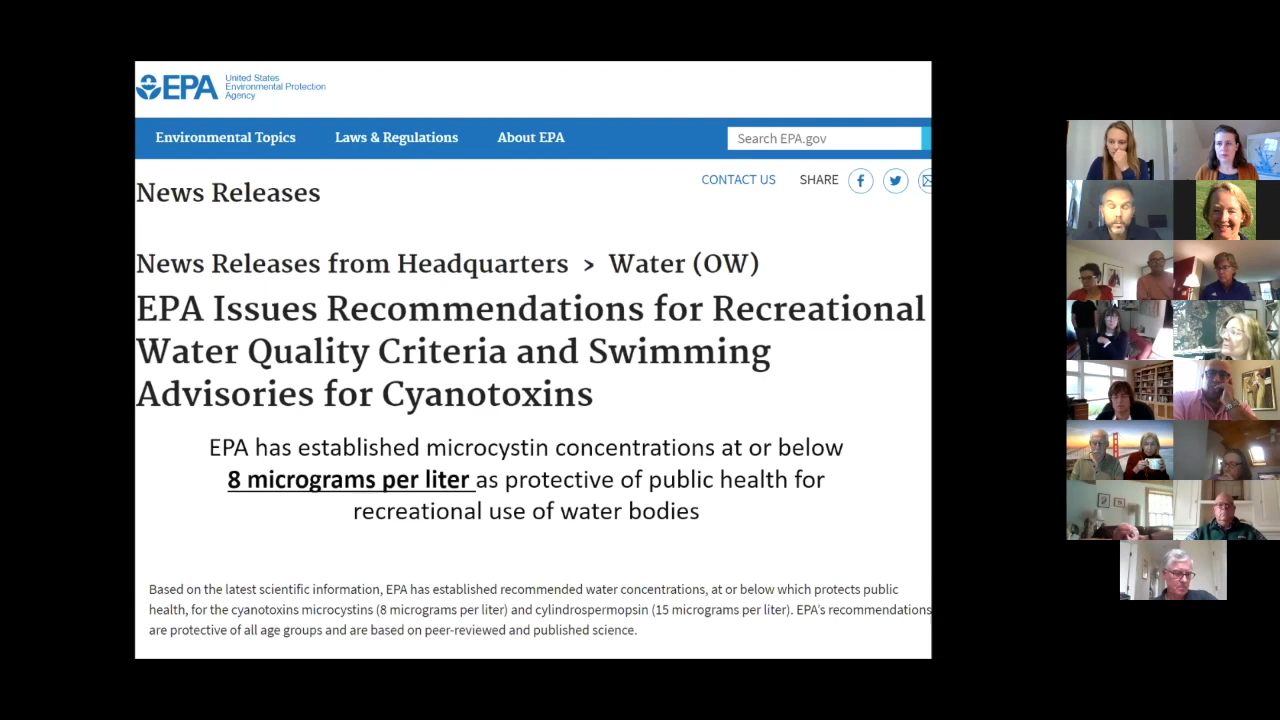 EPA
United States
Environmental Protection
Agency
Environmental Topics
Laws & Regulations
About EPA
Search EPA.gov
CONTACT US
SHARE
News Releases
News Releases from Headquarters > Water (OW)
EPA Issues Recommendations for Recreational
Water Quality Criteria and Swimming
Advisories for Cyanotoxins
EPA has established microcystin concentrations at or below
8 micrograms per liter as protective of public health for
recreational use of water bodies
Based on the latest scientific information, EPA has established recommended water concentrations, at or below which protects public
health, for the cyanotoxins microcystins (8 micrograms per liter) and cylindrospermopsin (15 micrograms per liter). EPA's recommendations
are protective of all age groups and are based on peer-reviewed and published science.